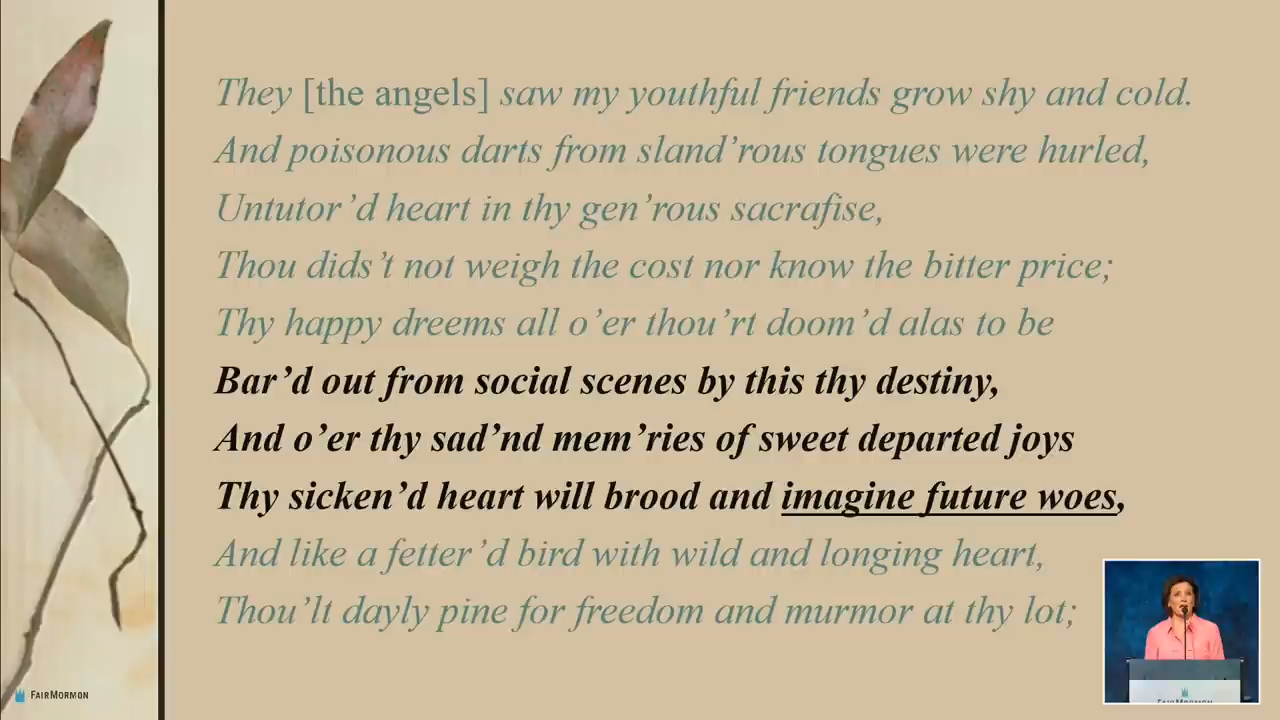 They [the angels] saw my youthful friends grow shy and cold.
And poisonous darts from sland’rous tongues were hurled,
Untutor’d heart in thy gen’rous sacrafise,
Thou dids’t not weigh the cost nor know the bitter price;
Thy happy dreems all o’er thou’rt doom’d alas to be
Bar’d out from social scenes by this thy destiny,
And o’er thy sad’nd mem’ries of sweet departed joys
Thy sicken’d heart will brood and imagine future woes,
And like a fetter’d bird with wild and longing heart,
Thou’lt dayly pine for freedom and murmor at thy lot;
FAIRMORMON
FAIRMORMON